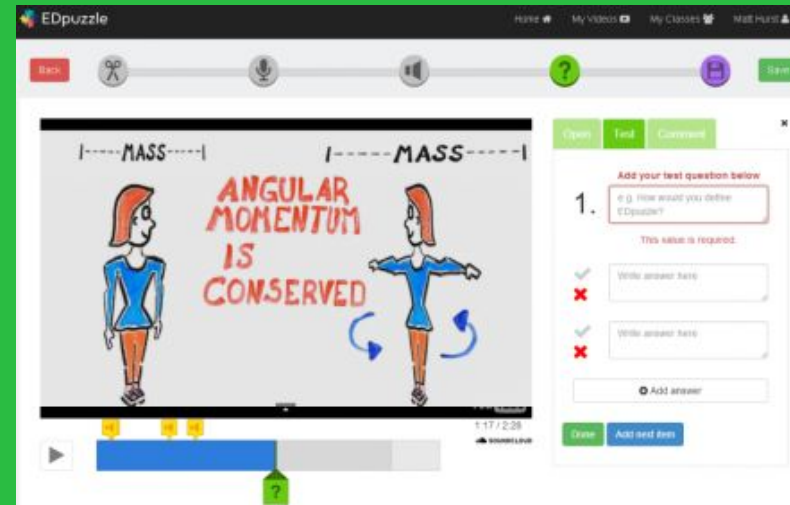 EDpuzzle
Home My Videos My Classes Matt Hurst
Back
?
Save
|-----MASS-----|
|-----MASS-----|
ANGULAR
MOMENTUM
IS
CONSERVED
1:17 / 2:28
SOUNDCLOUD
?
Open Test Comment
x
Add your test question below
1.
e.g. How would you define
EDpuzzle?
This value is required.
Write answer here
Write answer here
Add answer
Done Add next item